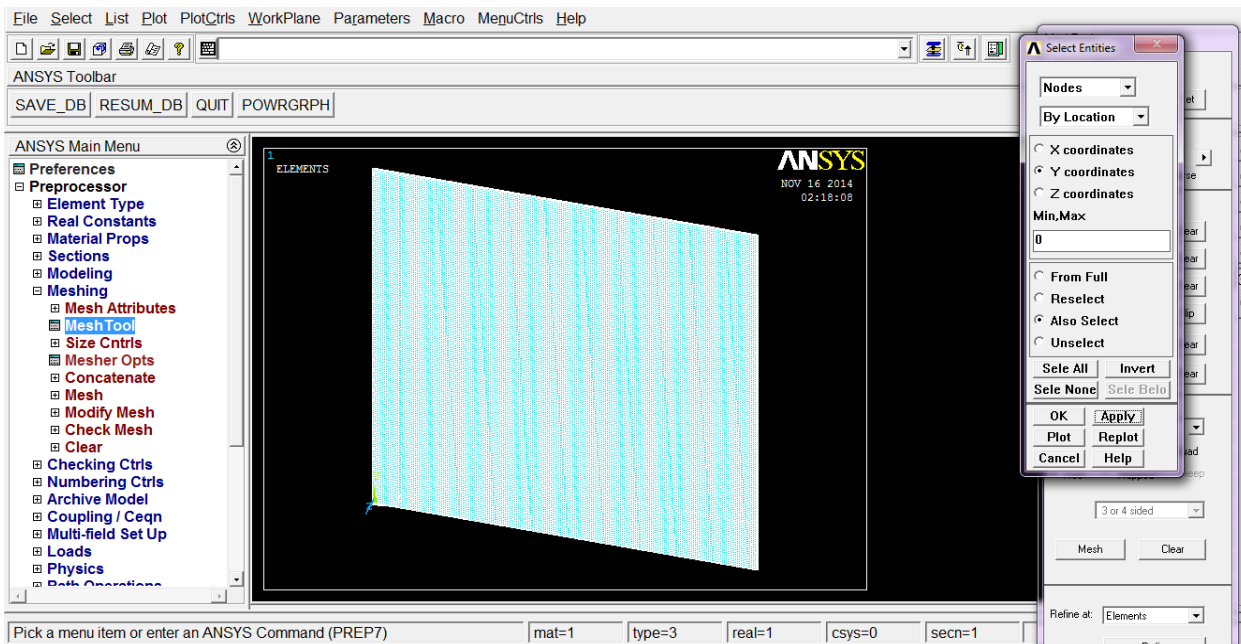 File Select List Plot PlotCtrls WorkPlane Parameters Macro MenuCtrls Help
ANSYS Toolbar
SAVE_DB RESUM_DB QUIT POWRGRPH
ANSYS Main Menu
Preferences
Preprocessor
Element Type
Real Constants
Material Props
Sections
Modeling
Meshing
Mesh Attributes
MeshTool
Size Cntrls
Mesher Opts
Concatenate
Mesh
Modify Mesh
Check Mesh
Clear
Checking Ctrls
Numbering Ctrls
Archive Model
Coupling / Ceqn
Multi-field Set Up
Loads
Physics
Path Operations
1
ELEMENTS
ANSYS
NOV 16 2014
02:18:08
Z
Select Entities
Nodes
By Location
X coordinates
Y coordinates
Z coordinates
Min,Max
0
From Full
Reselect
Also Select
Unselect
Sele All Invert
Sele None Sele Belo
OK Apply
Plot Replot
Cancel Help
3 or 4 sided
Mesh Clear
Refine at: Elements
Pick a menu item or enter an ANSYS Command (PREP7) mat=1 type=3 real=1 csys=0 secn=1